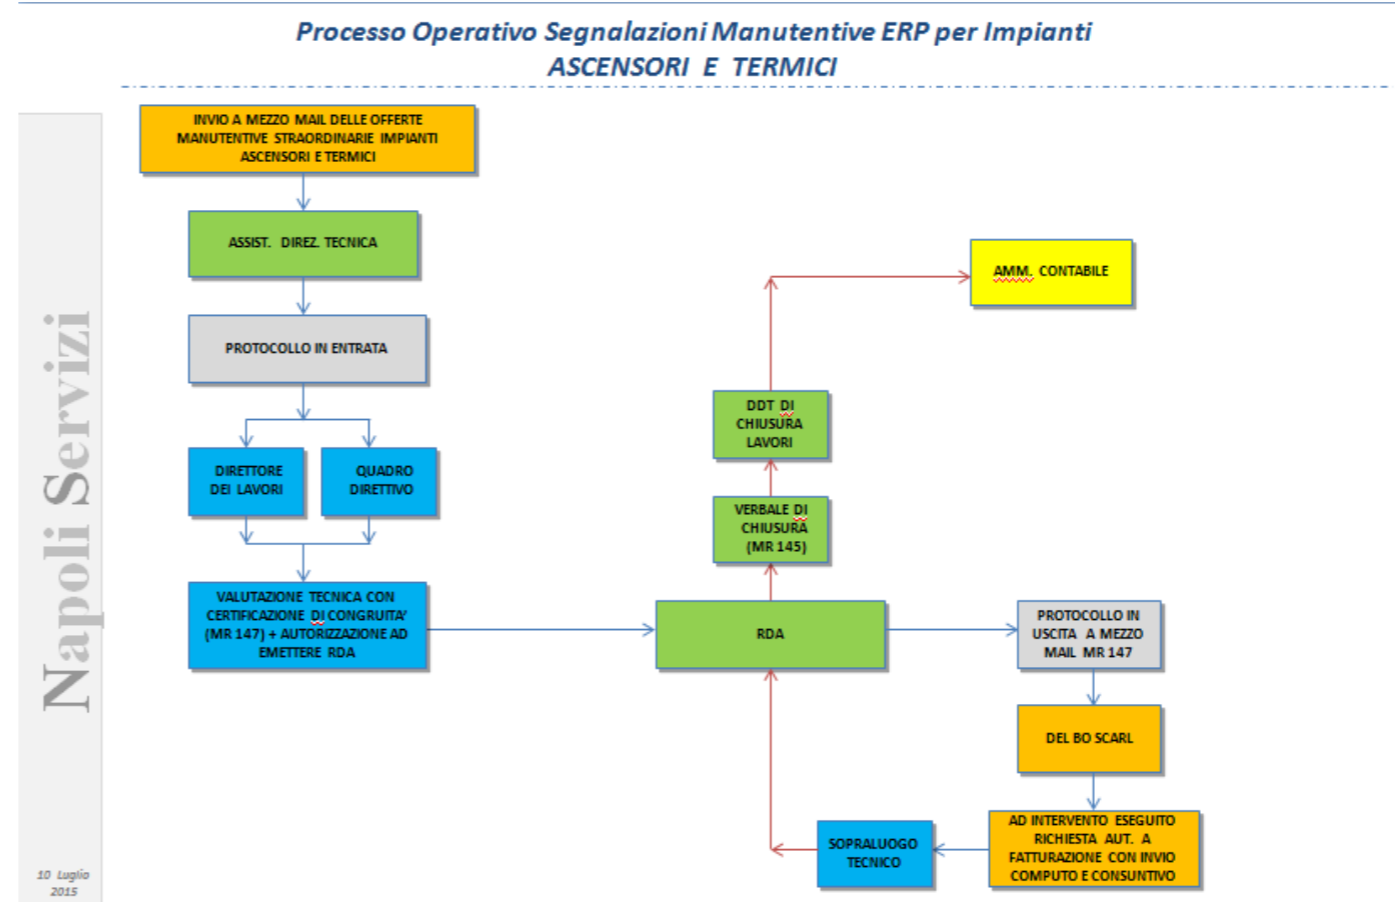 Processo Operativo Segnalazioni Manutentive ERP per Impianti
ASCENSORI E TERMICI
INVIO A MEZZO MAIL DELLE OFFERTE
MANUTENTIVE STRAORDINARIE IMPIANTI
ASCENSORI E TERMICI
ASSIST. DIREZ. TECNICA
PROTOCOLLO IN ENTRATA
DIRETTORE
DEI LAVORI
QUADRO
DIRETTIVO
VALUTAZIONE TECNICA CON
CERTIFICAZIONE DI CONGRUITA'
(MR 147) + AUTORIZZAZIONE AD
EMETTERE RDA
AMM. CONTABILE
DDT DI
CHIUSURA
LAVORI
VERBALE DI
CHIUSURA
(MR 145)
RDA
PROTOCOLLO IN
USCITA A MEZZO
MAIL MR 147
DEL BO SCARL
AD INTERVENTO ESEGUITO
RICHIESTA AUT. A
FATTURAZIONE CON INVIO
COMPUTO E CONSUNTIVO
SOPRALUOGO
TECNICO
Napoli Servizi
10 Luglio
2015